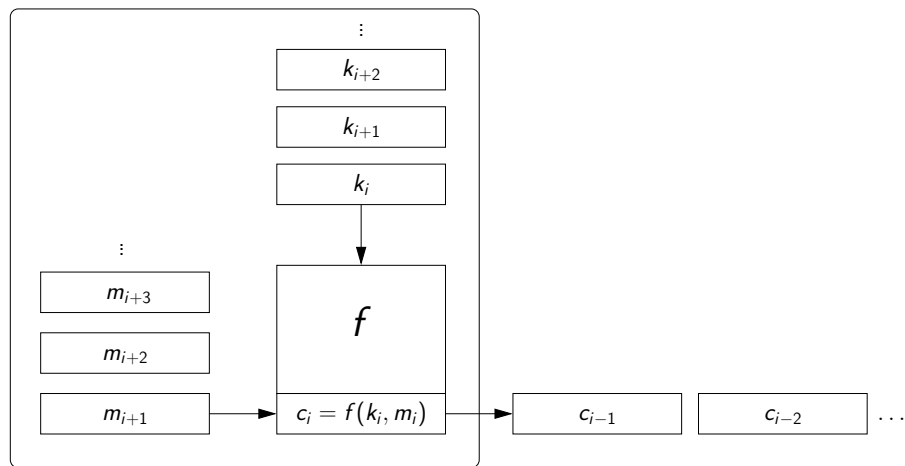 ⋮
k_{i+2}
k_{i+1}
k_i
⋮
m_{i+3}
f
m_{i+2}
m_{i+1} c_i = f(k_i, m_i) c_{i−1} c_{i−2} ...